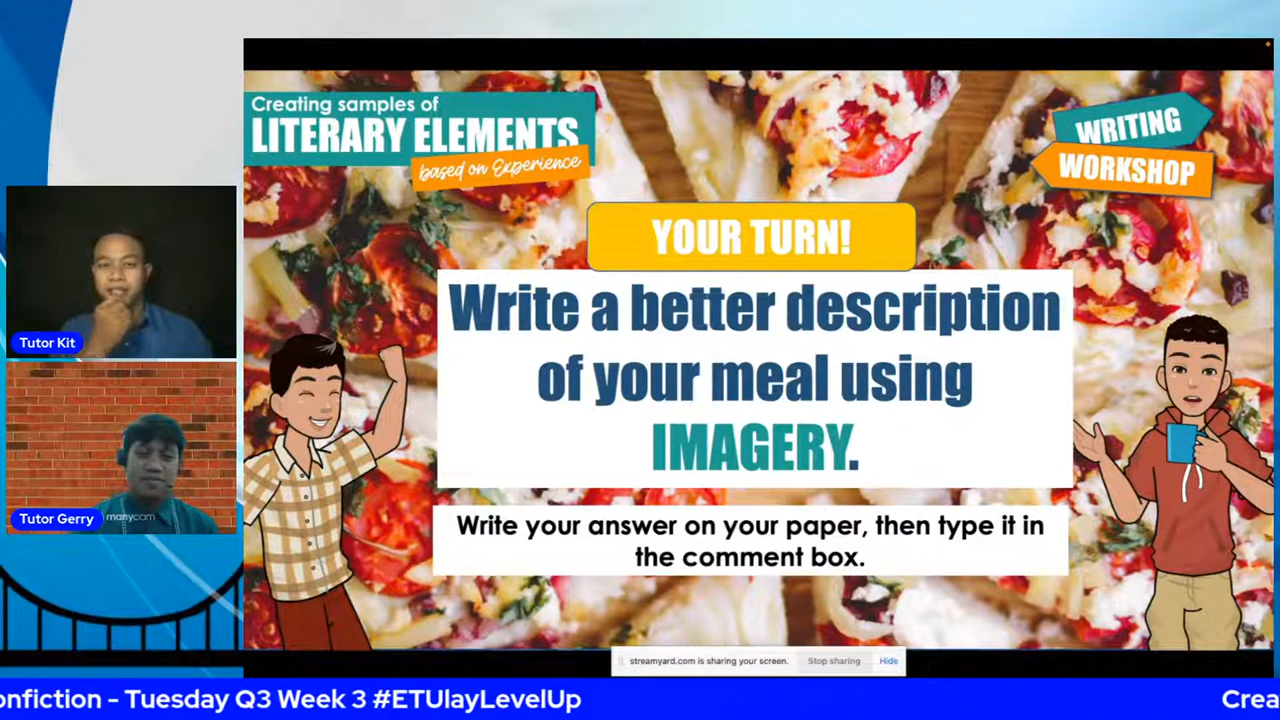 Creating samples of
LITERARY ELEMENTS
based on Experience
WRITING
WORKSHOP
YOUR TURN!
Write a better description
of your meal using
IMAGERY.
Write your answer on your paper, then type it in
the comment box.
Tutor Kit
Tutor Gerry
manycam
streamyard.com is sharing your screen.
Stop sharing
Hide
onfiction - Tuesday Q3 Week 3 #ETUlayLevelUp
Crea